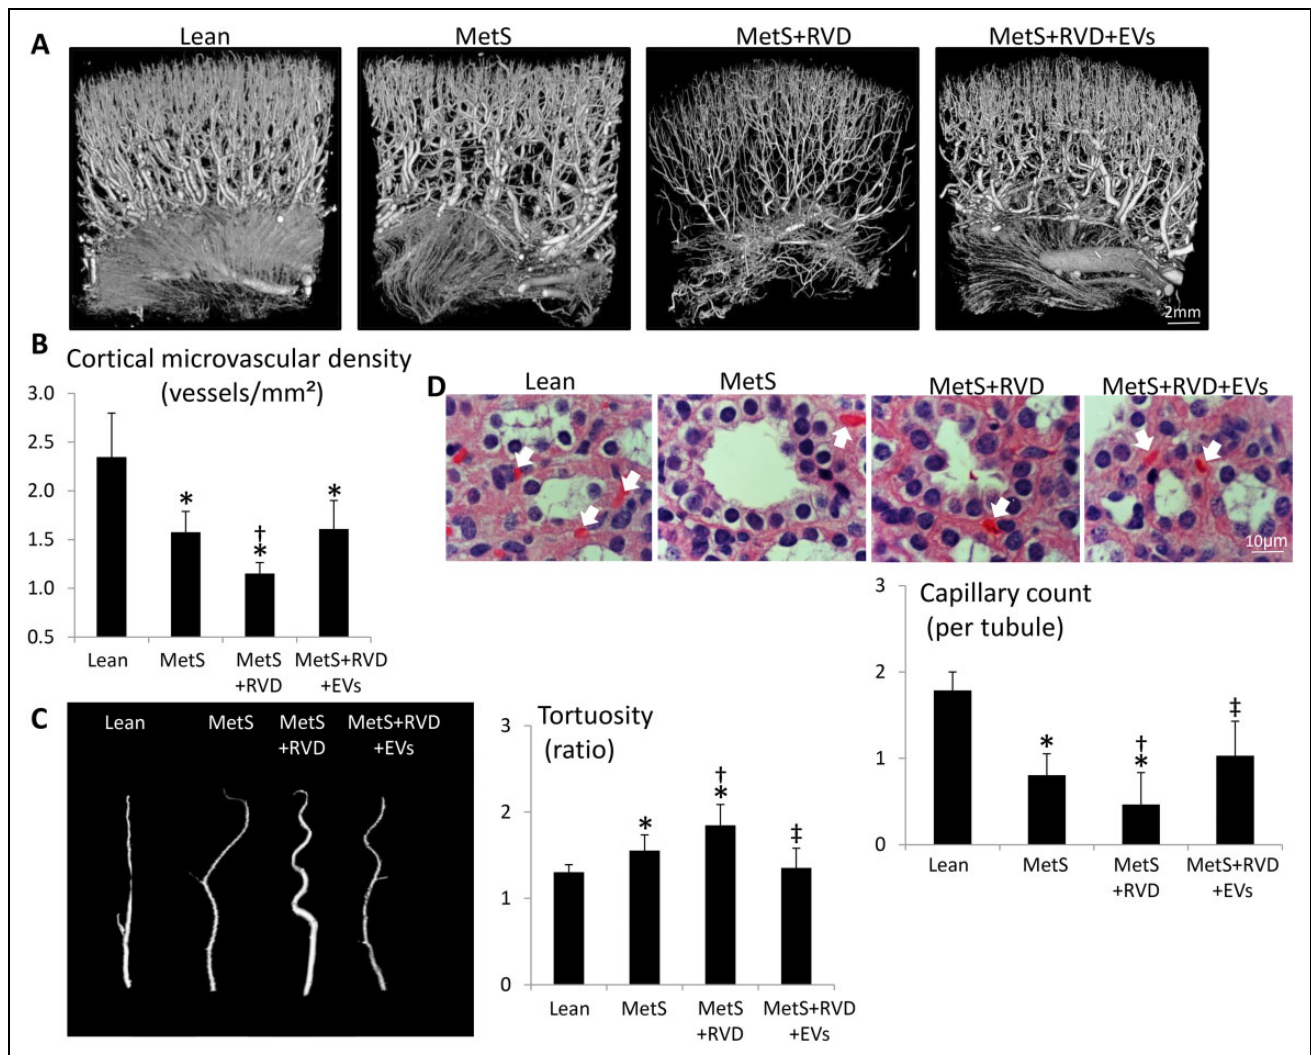 A
Lean MetS MetS+RVD MetS+RVD+EVs
2mm
B
Cortical microvascular density
(vessels/mm²)
3.0
2.5
2.0
1.5
1.0
0.5
*
†
*
*
Lean MetS MetS MetS+RVD
+RVD +EVs
C
Lean MetS MetS MetS+RVD
+RVD +EVs
Tortuosity
(ratio)
3
2
1
0
*
†
*
‡
Lean MetS MetS MetS+RVD
+RVD +EVs
D
Lean MetS MetS+RVD MetS+RVD+EVs
10µm
Capillary count
(per tubule)
3
2
1
0
*
†
*
‡
Lean MetS MetS MetS+RVD
+RVD +EVs